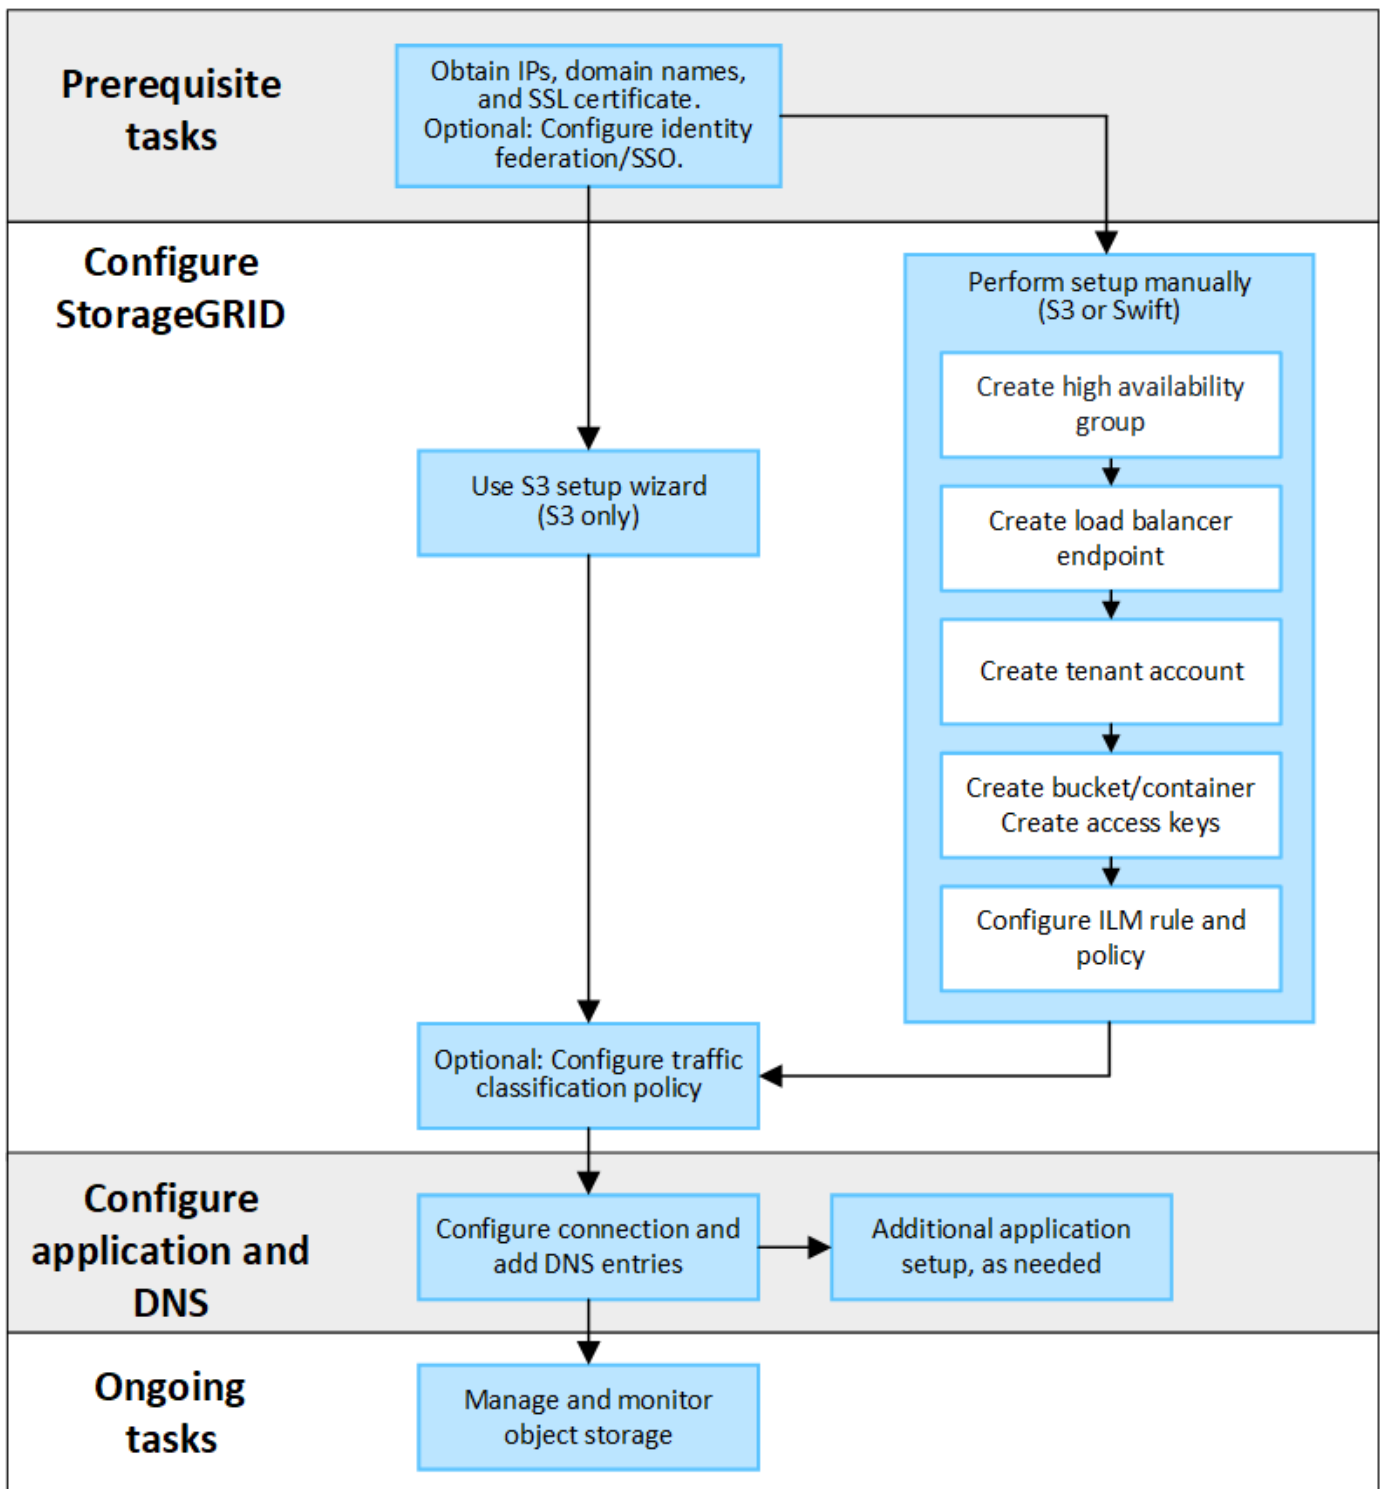 Prerequisite
tasks
Obtain IPs, domain names,
and SSL certificate.
Optional: Configure identity
federation/SSO.
Configure
StorageGRID
Perform setup manually
(S3 or Swift)
Create high availability
group
Create load balancer
endpoint
Create tenant account
Create bucket/container
Create access keys
Configure ILM rule and
policy
Use S3 setup wizard
(S3 only)
Optional: Configure traffic
classification policy
Configure
application and
DNS
Configure connection and
add DNS entries
Additional application
setup, as needed
Ongoing
tasks
Manage and monitor
object storage